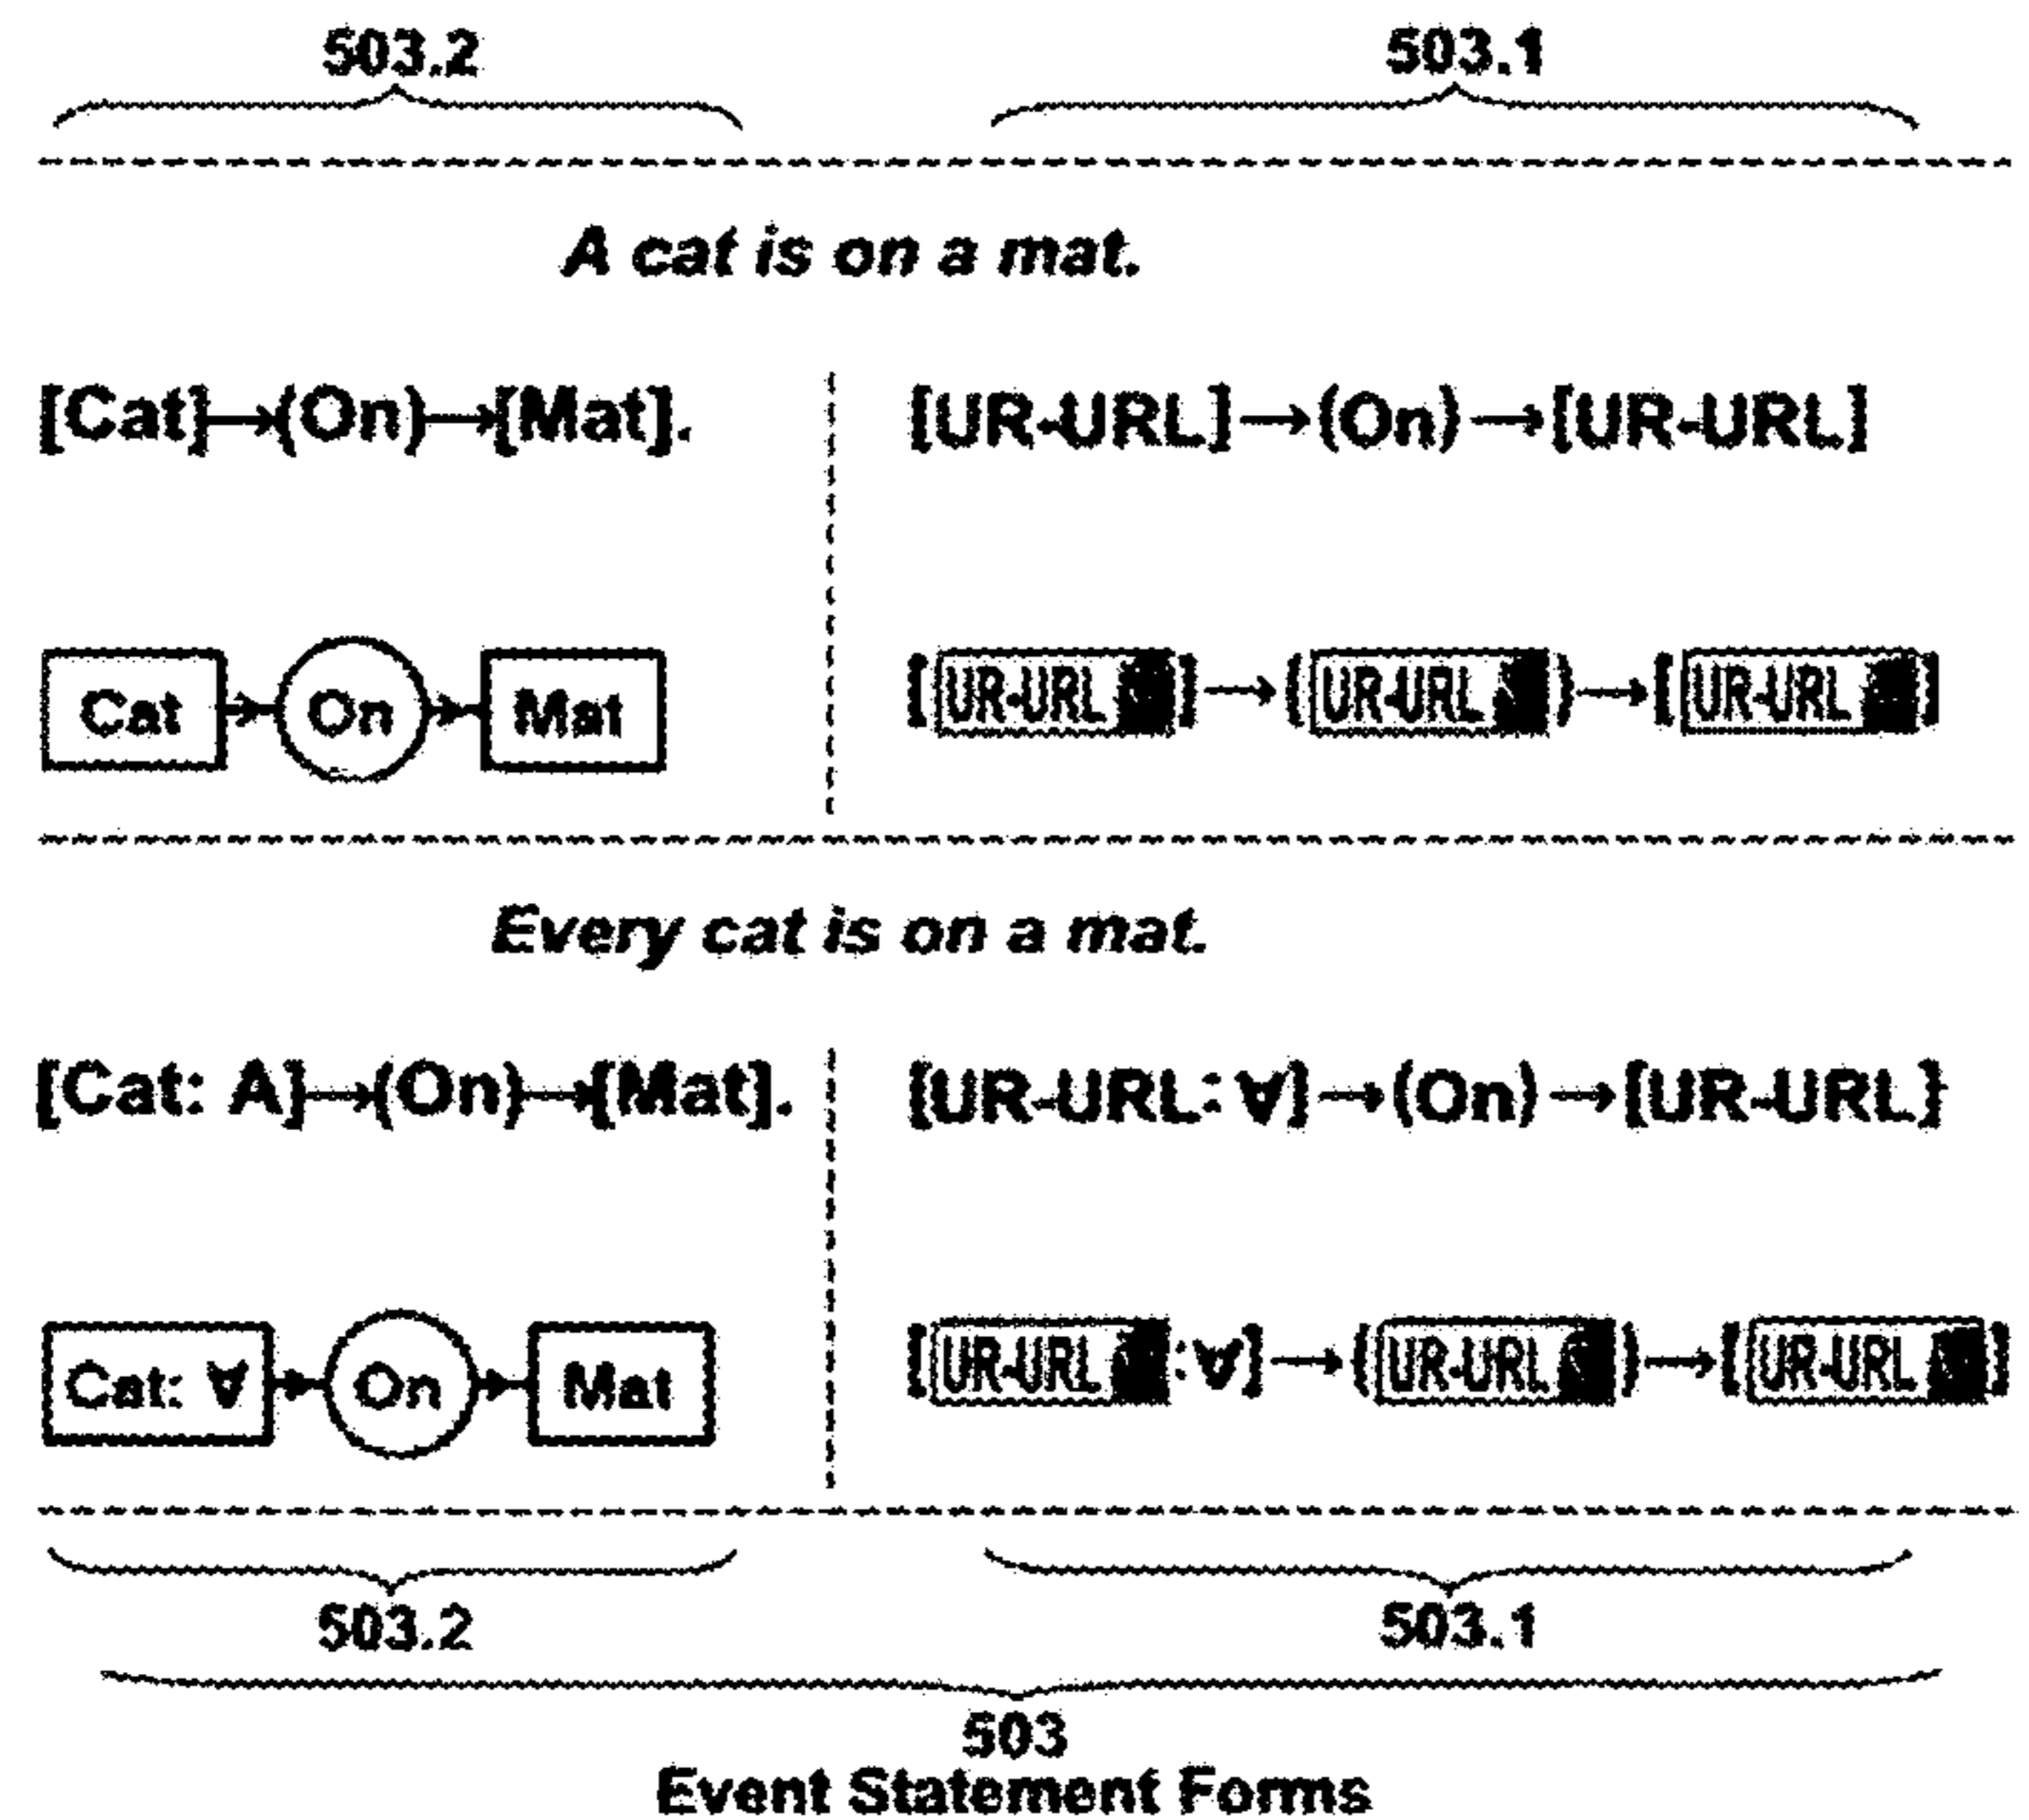 503.2 503.1
A cat is on a mat.
[Cat]→(On)→[Mat]. [UR-URL]→(On)→[UR-URL]
Cat On Mat [UR-URL]→(UR-URL)→[UR-URL]
Every cat is on a mat.
[Cat: A]→(On)→[Mat]. [UR-URL:∀]→(On)→[UR-URL]
Cat: ∀ On Mat [UR-URL:∀]→(UR-URL)→[UR-URL]
503.2 503.1
503
Event Statement Forms